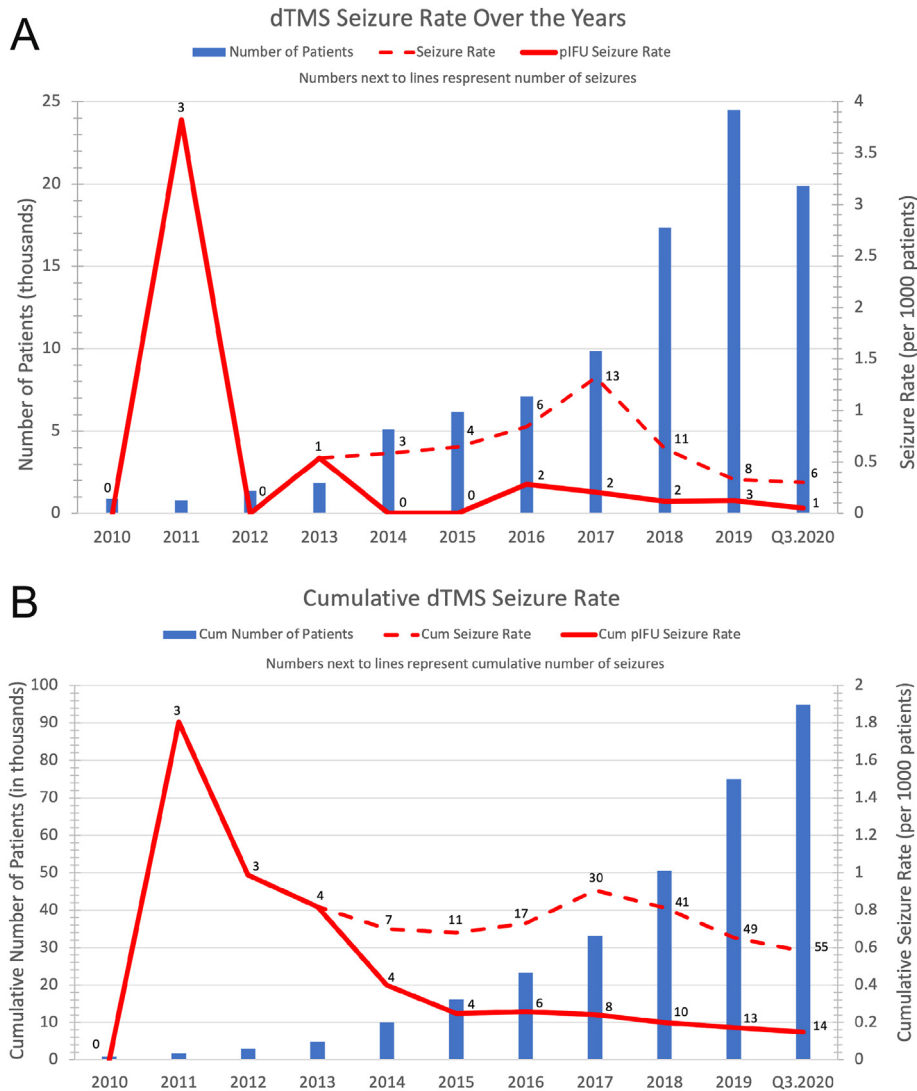 A
dTMS Seizure Rate Over the Years
Number of Patients Seizure Rate pIFU Seizure Rate
Numbers next to lines respresent number of seizures
Number of Patients (thousands)
25
20
15
10
5
0
0 3 0 1 3 0 4 0 6 2 13 2 11 2 8 3 6 1
4
3.5
3
2.5
2
1.5
1
0.5
0
Seizure Rate (per 1000 patients)
2010 2011 2012 2013 2014 2015 2016 2017 2018 2019 Q3.2020
B
Cumulative dTMS Seizure Rate
Cum Number of Patients Cum Seizure Rate Cum pIFU Seizure Rate
Numbers next to lines represent cumulative number of seizures
Cumulative Number of Patients (in thousands)
100
90
80
70
60
50
40
30
20
10
0
0 3 3 4 7 4 11 4 17 6 30 8 41 10 49 13 55 14
2
1.8
1.6
1.4
1.2
1
0.8
0.6
0.4
0.2
0
Cumulative Seizure Rate (per 1000 patients)
2010 2011 2012 2013 2014 2015 2016 2017 2018 2019 Q3.2020